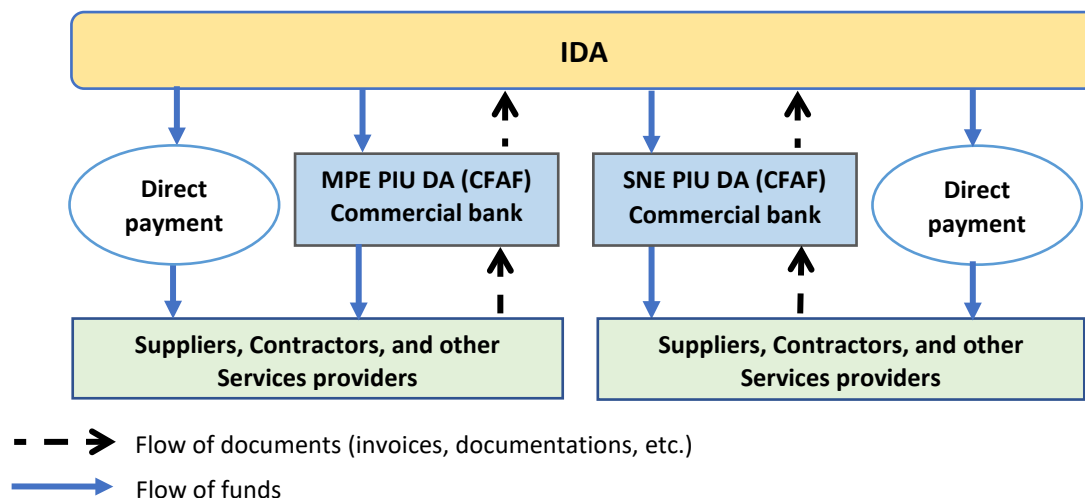 IDA
Direct
payment
MPE PIU DA (CFAF)
Commercial bank
SNE PIU DA (CFAF)
Commercial bank
Direct
payment
Suppliers, Contractors, and other
Services providers
Suppliers, Contractors, and other
Services providers
Flow of documents (invoices, documentations, etc.)
Flow of funds